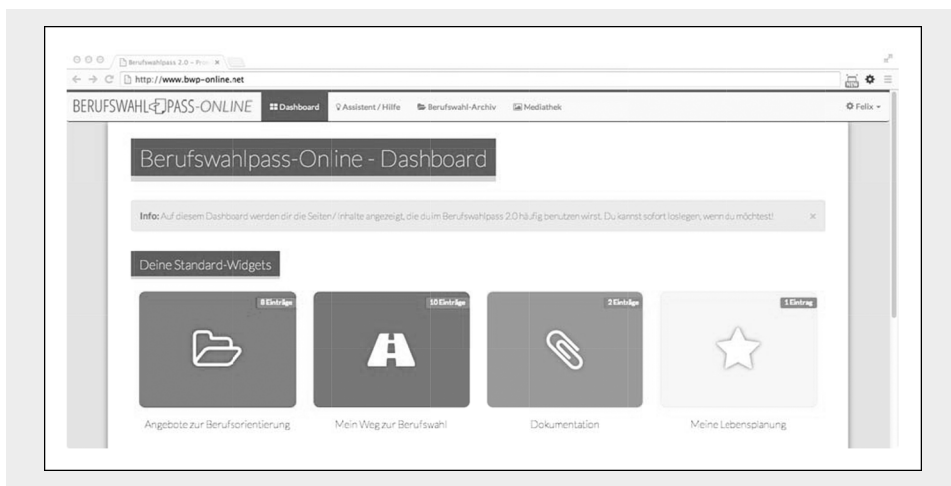 Berufswahlpass 2.0 -
http://www.bwp-online.net
BERUFSWAHL PASS-ONLINE
Dashboard
Assistent / Hilfe
Berufswahl-Archiv
Mediathek
Felix
Berufswahlpass-Online - Dashboard
Info: Auf diesem Dashboard werden dir die Seiten / Inhalte angezeigt, die du im Berufswahlpass 2.0 häufig benutzen wirst. Du kannst sofort loslegen, wenn du möchtest!
Deine Standard-Widgets
8 Einträge
10 Einträge
2 Einträge
1 Eintrag
Angebote zur Berufsorientierung
Mein Weg zur Berufswahl
Dokumentation
Meine Lebensplanung